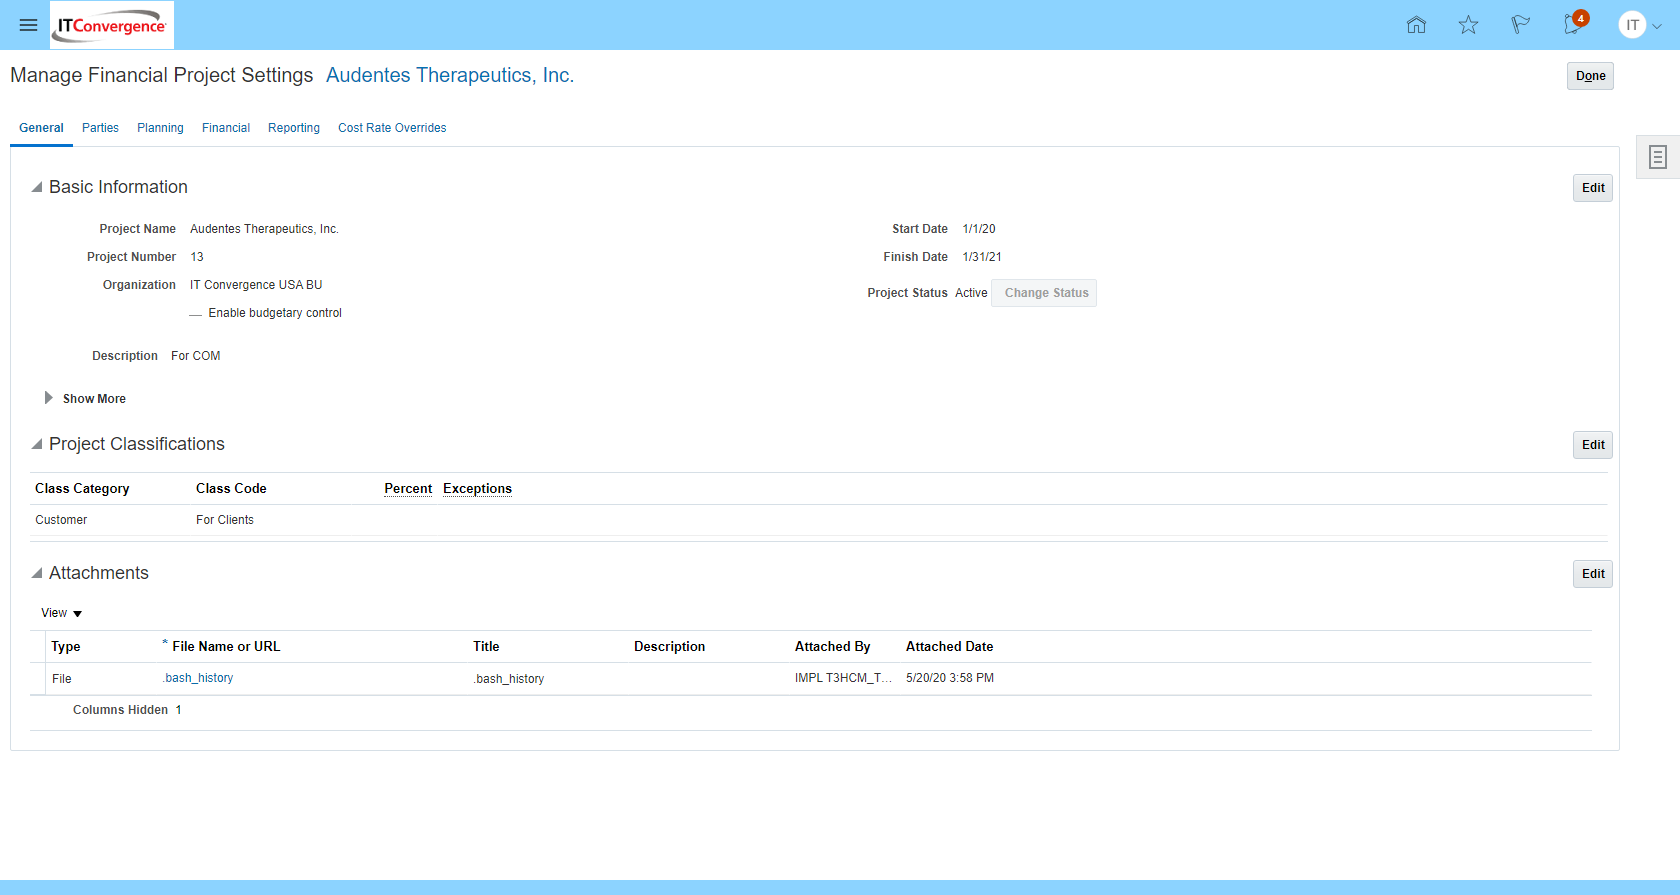 ITConvergence
4
IT
Manage Financial Project Settings Audentes Therapeutics, Inc.
Done
General Parties Planning Financial Reporting Cost Rate Overrides
Basic Information
Edit
Project Name Audentes Therapeutics, Inc.
Start Date 1/1/20
Project Number 13
Finish Date 1/31/21
Organization IT Convergence USA BU
Project Status Active Change Status
Enable budgetary control
Description For COM
Show More
Project Classifications
Edit
Class Category Class Code Percent Exceptions
Customer For Clients
Attachments
Edit
View
Type * File Name or URL Title Description Attached By Attached Date
File .bash_history .bash_history IMPL T3HCM_T... 5/20/20 3:58 PM
Columns Hidden 1